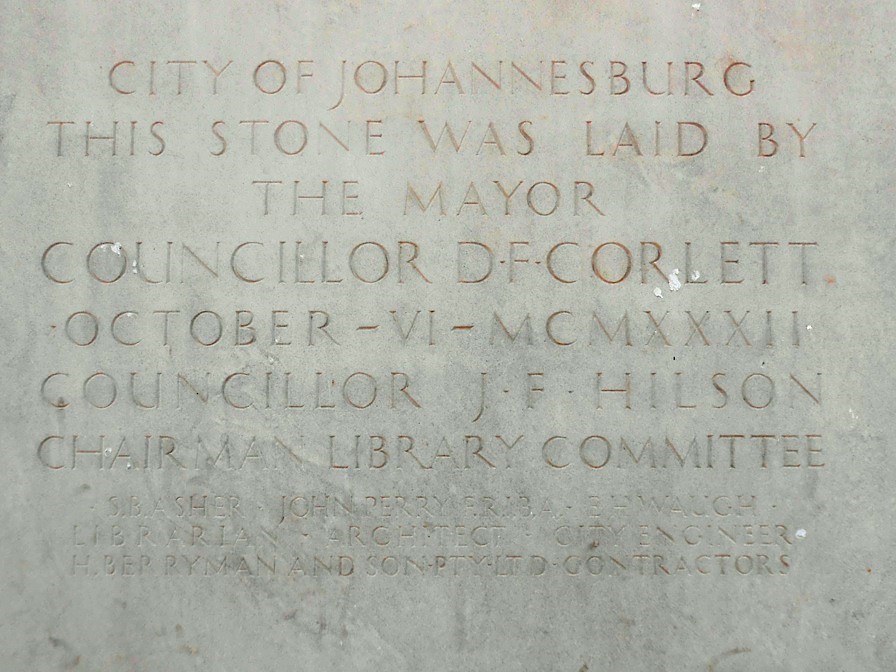 CITY OF JOHANNESBURG
THIS STONE WAS LAID BY
THE MAYOR
COUNCILLOR D·F·CORLETT
·OCTOBER – VI – MCMXXXII·
COUNCILLOR J·F·HILSON
CHAIRMAN LIBRARY COMMITTEE
· S.B.ASHER · JOHN PERRY F.R.I.B.A. · E.H.WAUGH ·
LIBRARIAN · ARCHITECT · CITY ENGINEER
H.BERRYMAN AND SON·PTY·LTD·CONTRACTORS